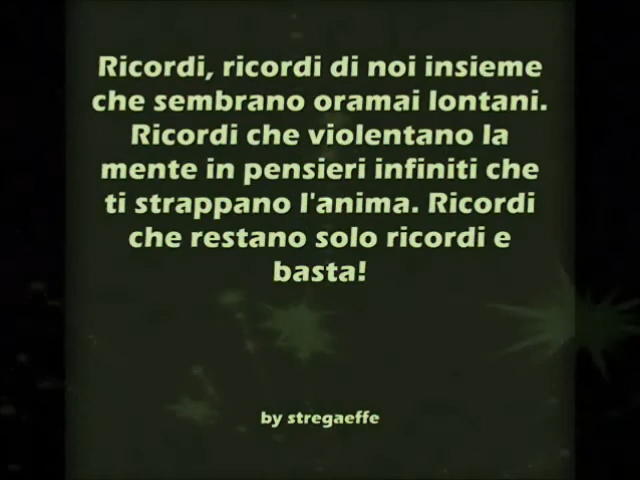 Ricordi, ricordi di noi insieme
che sembrano oramai lontani.
Ricordi che violentano la
mente in pensieri infiniti che
ti strappano l'anima. Ricordi
che restano solo ricordi e
basta!
by stregaeffe